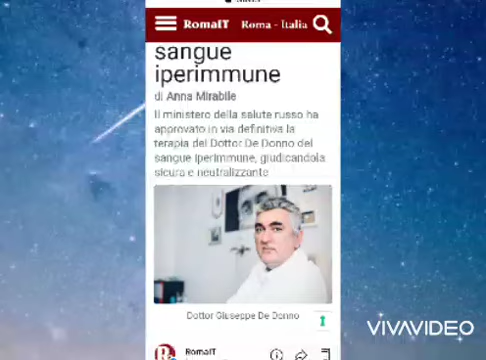 RomaIT Roma - Italia
sangue
iperimmune
di Anna Mirabile
Il ministero della salute russo ha
approvato in via definitiva la
terapia del Dottor De Donno del
sangue iperimmune, giudicandola
sicura e neutralizzante
Dottor Giuseppe De Donno
RomaIT
VIVAVIDEO